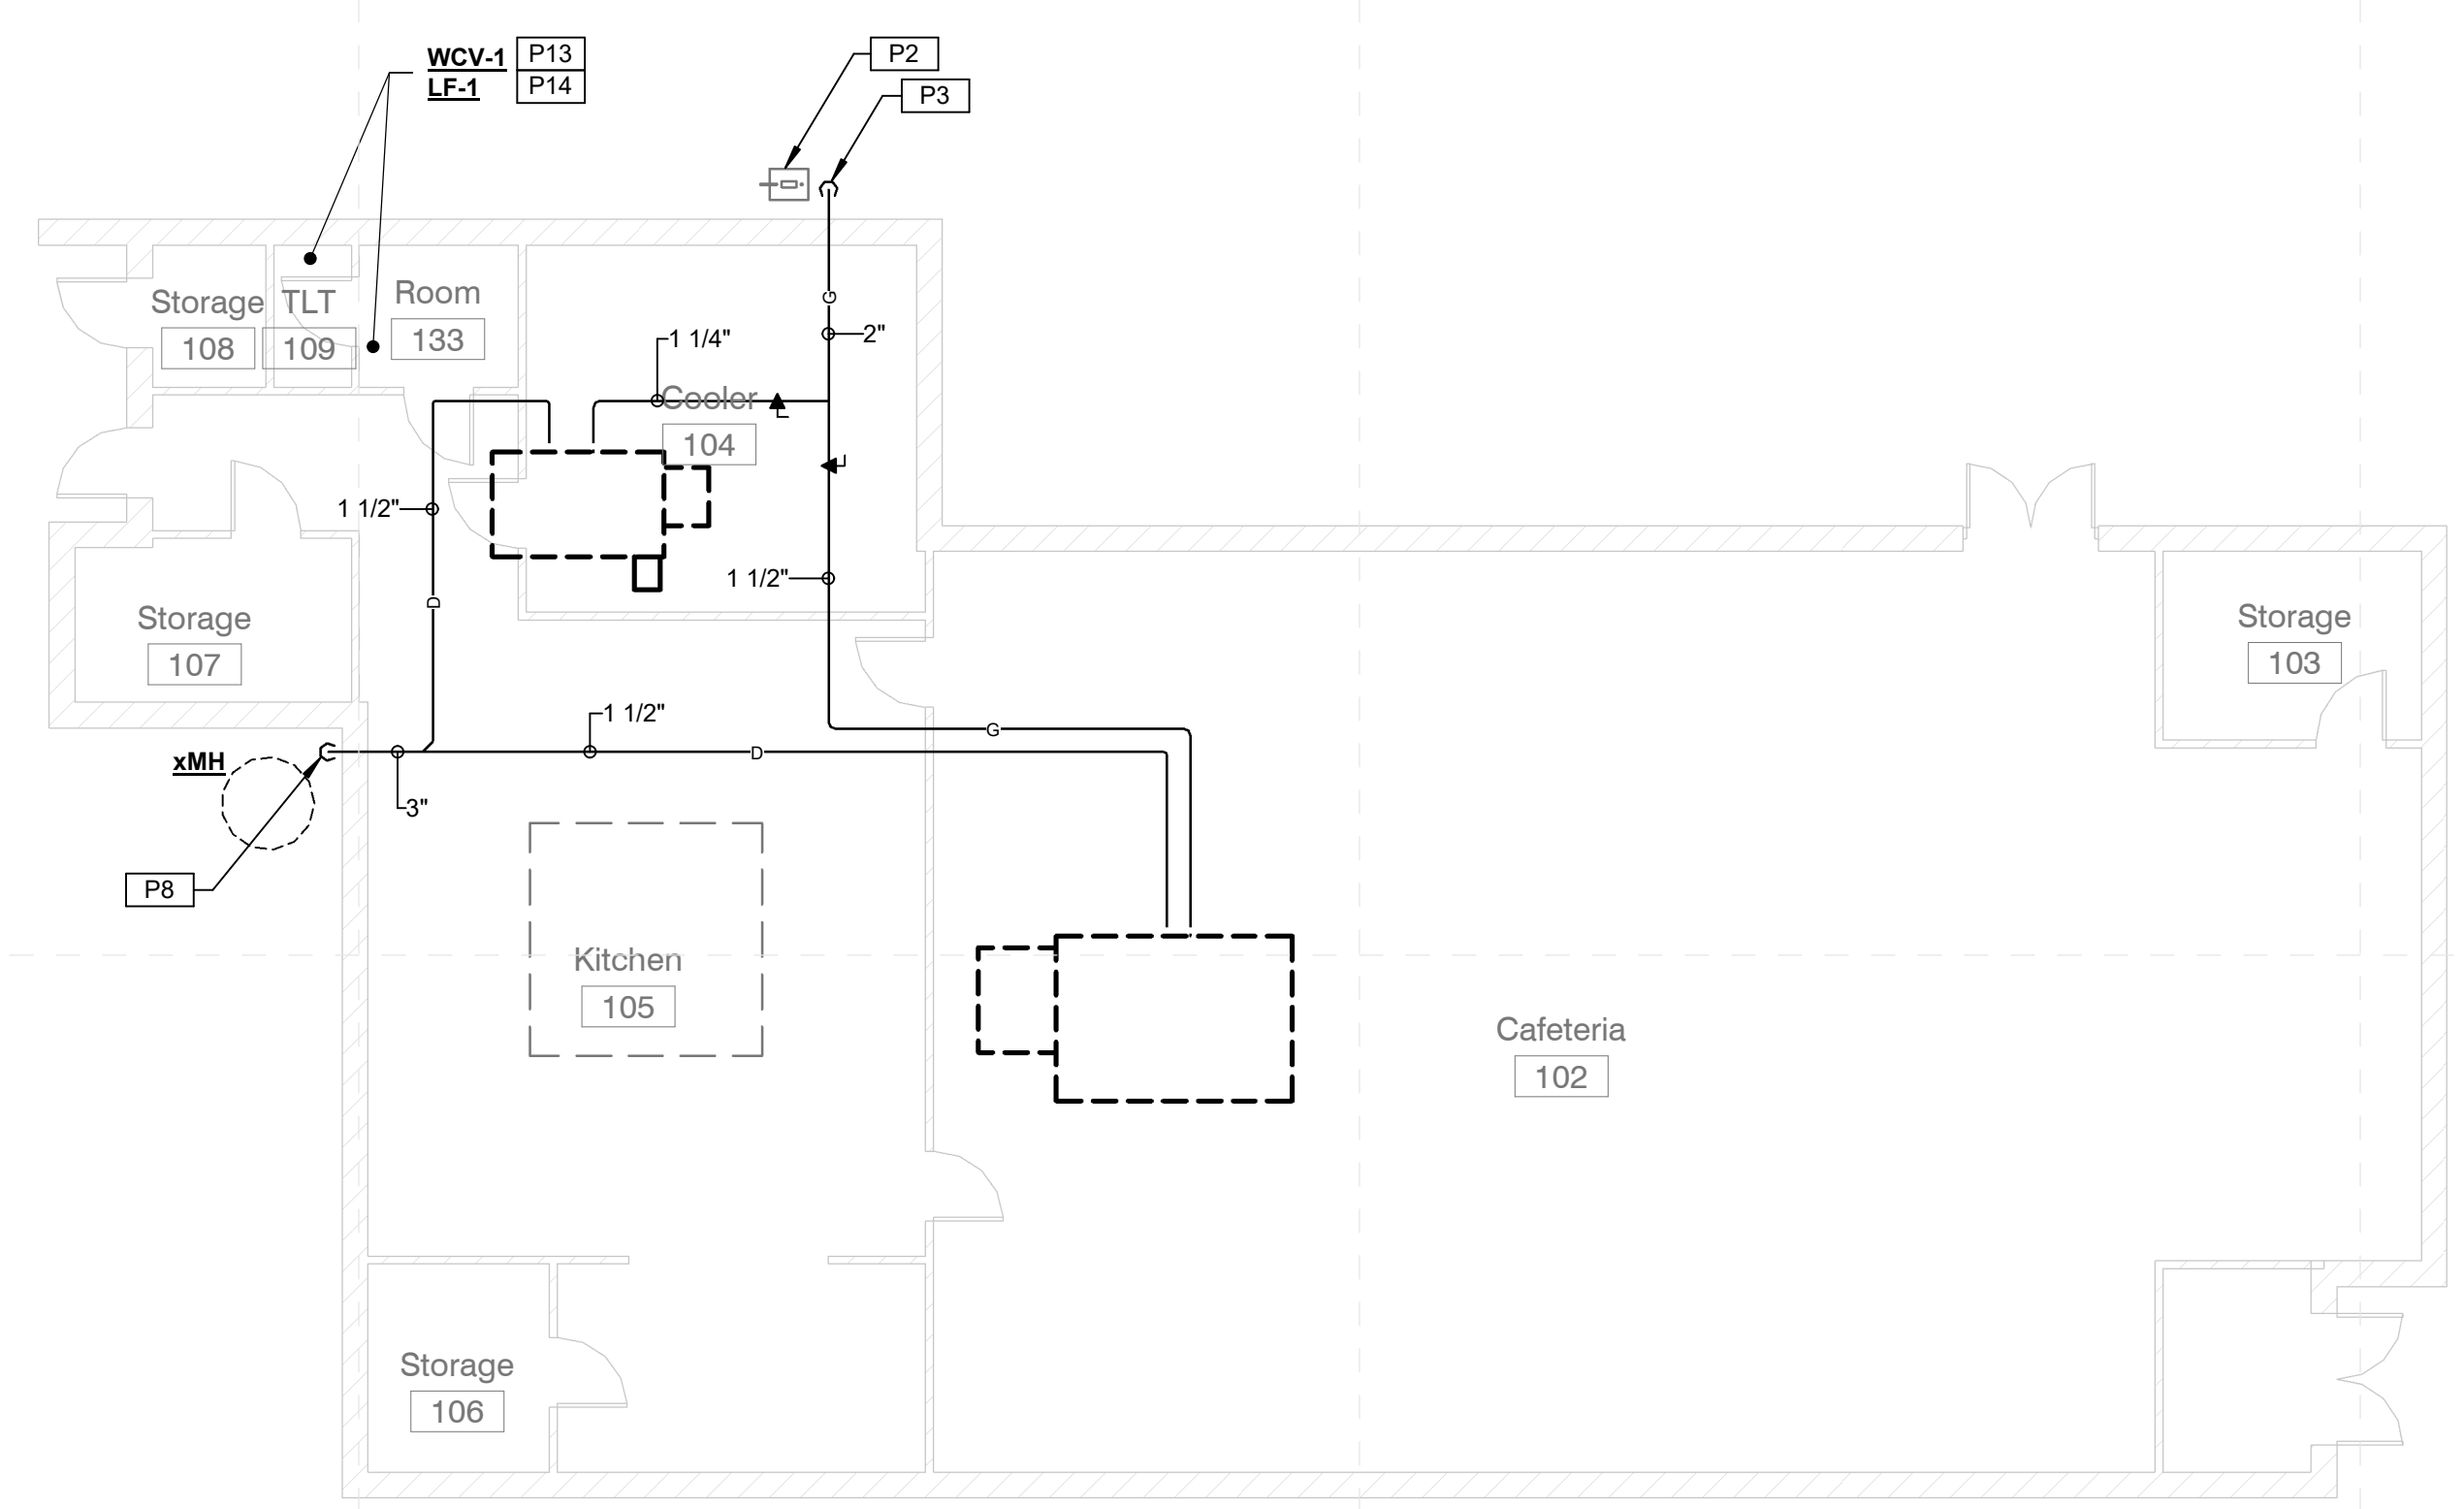 WCV-1 P13
LF-1 P14
P2
P3
Storage
108
TLT
109
Room
133
G
2"
1 1/4"
Cooler
104
1 1/2"
1 1/2"
D
Storage
107
Storage
103
1 1/2"
G
D
xMH
3"
P8
Kitchen
105
Cafeteria
102
Storage
106